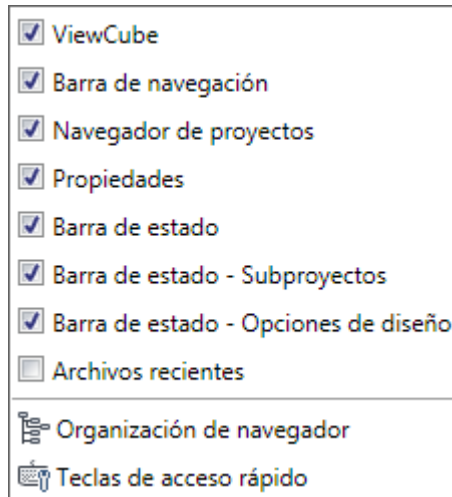 ViewCube
Barra de navegación
Navegador de proyectos
Propiedades
Barra de estado
Barra de estado - Subproyectos
Barra de estado - Opciones de diseño
Archivos recientes
Organización de navegador
Teclas de acceso rápido